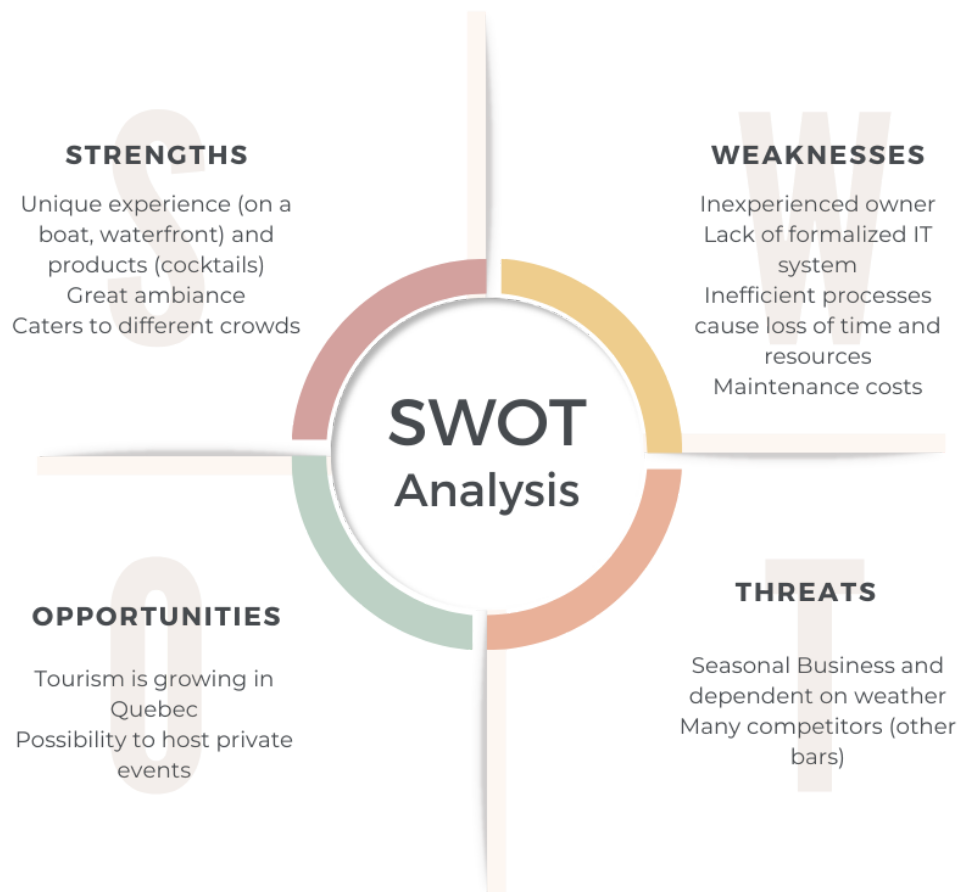 STRENGTHS
Unique experience (on a
boat, waterfront) and
products (cocktails)
Great ambiance
Caters to different crowds
S
WEAKNESSES
Inexperienced owner
Lack of formalized IT
system
Inefficient processes
cause loss of time and
resources
Maintenance costs
W
SWOT
Analysis
OPPORTUNITIES
Tourism is growing in
Quebec
Possibility to host private
events
O
THREATS
Seasonal Business and
dependent on weather
Many competitors (other
bars)
T